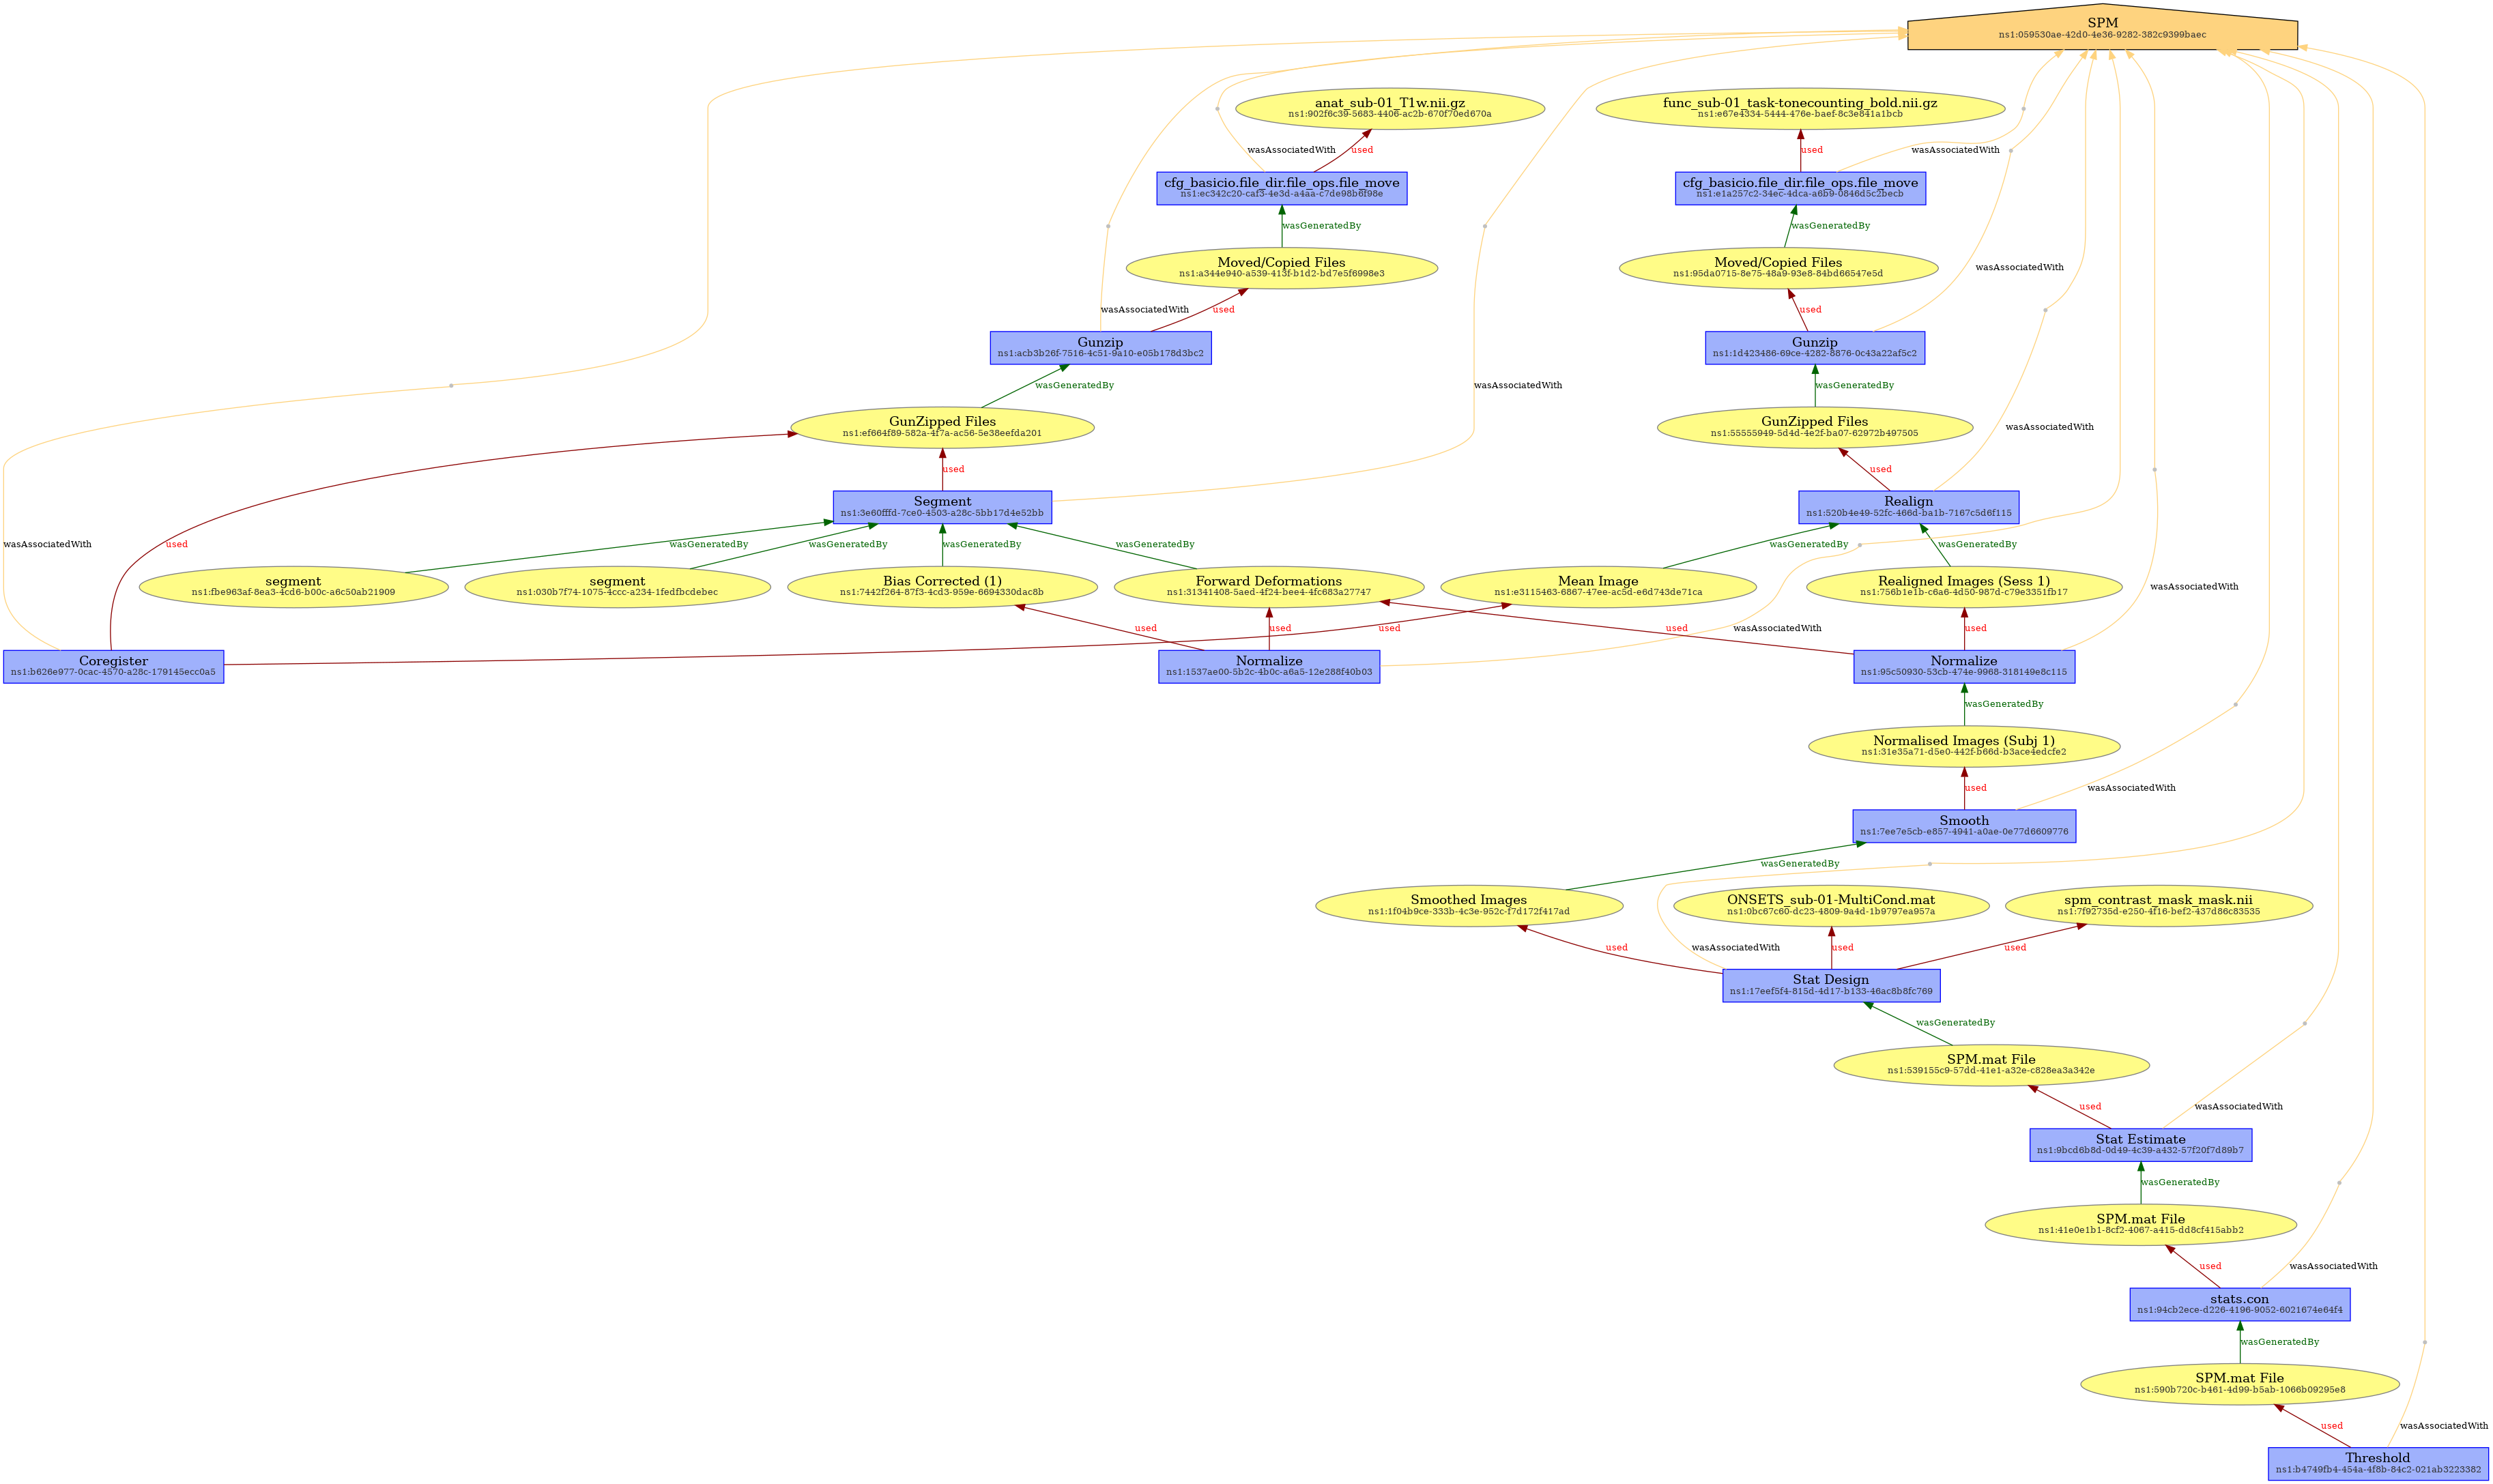 SPM
ns1:059530ae-42d0-4e36-9282-382c9399baec
anat_sub-01_T1w.nii.gz
ns1:902f6c39-5683-4406-ac2b-670f70ed670a
func_sub-01_task-tonecounting_bold.nii.gz
ns1:e67e4334-5444-476e-baef-8c3e841a1bcb
wasAssociatedWith
used
used
wasAssociatedWith
cfg_basicio.file_dir.file_ops.file_move
ns1:ec342c20-caf3-4e3d-a4aa-c7de98b6f98e
cfg_basicio.file_dir.file_ops.file_move
ns1:e1a257c2-34ec-4dca-a6b9-0846d5c2becb
wasGeneratedBy
wasGeneratedBy
Moved/Copied Files
ns1:a344e940-a539-413f-b1d2-bd7e5f6998e3
Moved/Copied Files
ns1:95da0715-8e75-48a9-93e8-84bd66547e5d
wasAssociatedWith
wasAssociatedWith
used
used
Gunzip
ns1:acb3b26f-7516-4c51-9a10-e05b178d3bc2
Gunzip
ns1:1d423486-69ce-4282-8876-0c43a22af5c2
wasGeneratedBy
wasAssociatedWith
wasGeneratedBy
GunZipped Files
ns1:ef664f89-582a-4f7a-ac56-5e38eefda201
GunZipped Files
ns1:55555949-5d4d-4e2f-ba07-62972b497505
wasAssociatedWith
used
used
Segment
ns1:3e60fffd-7ce0-4503-a28c-5bb17d4e52bb
Realign
ns1:520b4e49-52fc-466d-ba1b-7167c5d6f115
wasAssociatedWith
used
wasGeneratedBy
wasGeneratedBy
wasGeneratedBy
wasGeneratedBy
wasGeneratedBy
wasGeneratedBy
segment
ns1:fbe963af-8ea3-4cd6-b00c-a6c50ab21909
segment
ns1:030b7f74-1075-4ccc-a234-1fedfbcdebec
Bias Corrected (1)
ns1:7442f264-87f3-4cd3-959e-6694330dac8b
Forward Deformations
ns1:31341408-5aed-4f24-bee4-4fc683a27747
Mean Image
ns1:e3115463-6867-47ee-ac5d-e6d743de71ca
Realigned Images (Sess 1)
ns1:756b1e1b-c6a6-4d50-987d-c79e3351fb17
wasAssociatedWith
used
used
used
used
wasAssociatedWith
used
Coregister
ns1:b626e977-0cac-4570-a28c-179145ecc0a5
Normalize
ns1:1537ae00-5b2c-4b0c-a6a5-12e288f40b03
Normalize
ns1:95c50930-53cb-474e-9968-318149e8c115
wasGeneratedBy
Normalised Images (Subj 1)
ns1:31e35a71-d5e0-442f-b66d-b3ace4edcfe2
used
wasAssociatedWith
Smooth
ns1:7ee7e5cb-e857-4941-a0ae-0e77d6609776
wasGeneratedBy
Smoothed Images
ns1:1f04b9ce-333b-4c3e-952c-f7d172f417ad
ONSETS_sub-01-MultiCond.mat
ns1:0bc67c60-dc23-4809-9a4d-1b9797ea957a
spm_contrast_mask_mask.nii
ns1:7f92735d-e250-4f16-bef2-437d86c83535
used
wasAssociatedWith
used
used
Stat Design
ns1:17eef5f4-815d-4d17-b133-46ac8b8fc769
wasGeneratedBy
SPM.mat File
ns1:539155c9-57dd-41e1-a32e-c828ea3a342e
used
wasAssociatedWith
Stat Estimate
ns1:9bcd6b8d-0d49-4c39-a432-57f20f7d89b7
wasGeneratedBy
SPM.mat File
ns1:41e0e1b1-8cf2-4067-a415-dd8cf415abb2
used
wasAssociatedWith
stats.con
ns1:94cb2ece-d226-4196-9052-6021674e64f4
wasGeneratedBy
SPM.mat File
ns1:590b720c-b461-4d99-b5ab-1066b09295e8
used
wasAssociatedWith
Threshold
ns1:b4749fb4-454a-4f8b-84c2-021ab3223382